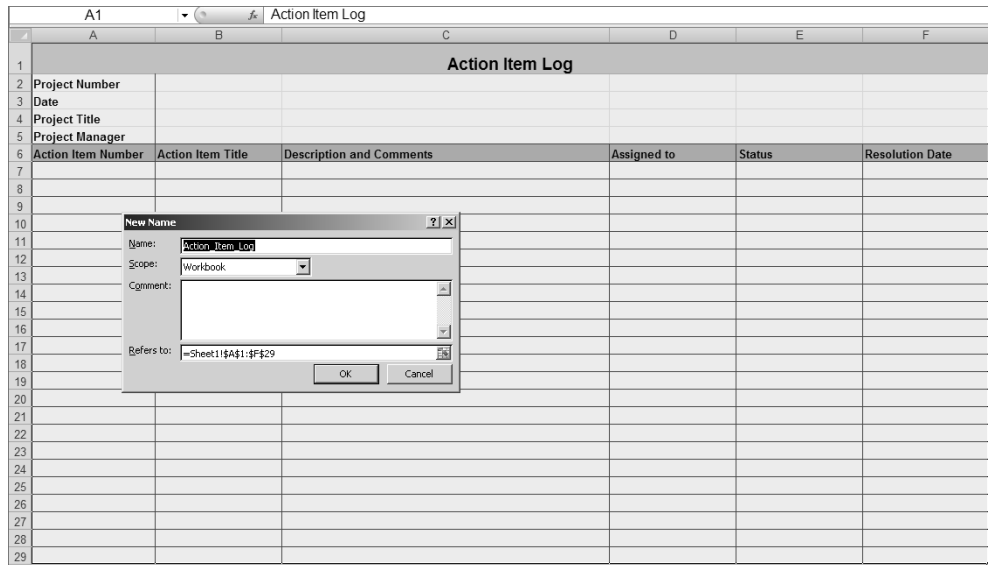 A1 fx Action Item Log
A B C D E F
1 Action Item Log
2 Project Number
3 Date
4 Project Title
5 Project Manager
6 Action Item Number Action Item Title Description and Comments Assigned to Status Resolution Date
7
8
9
10 New Name ? X
11 Name: Action_Item_Log
12 Scope: Workbook
13 Comment:
14
15
16
17 Refers to: =Sheet1!$A$1:$F$29
18 OK Cancel
19
20
21
22
23
24
25
26
27
28
29